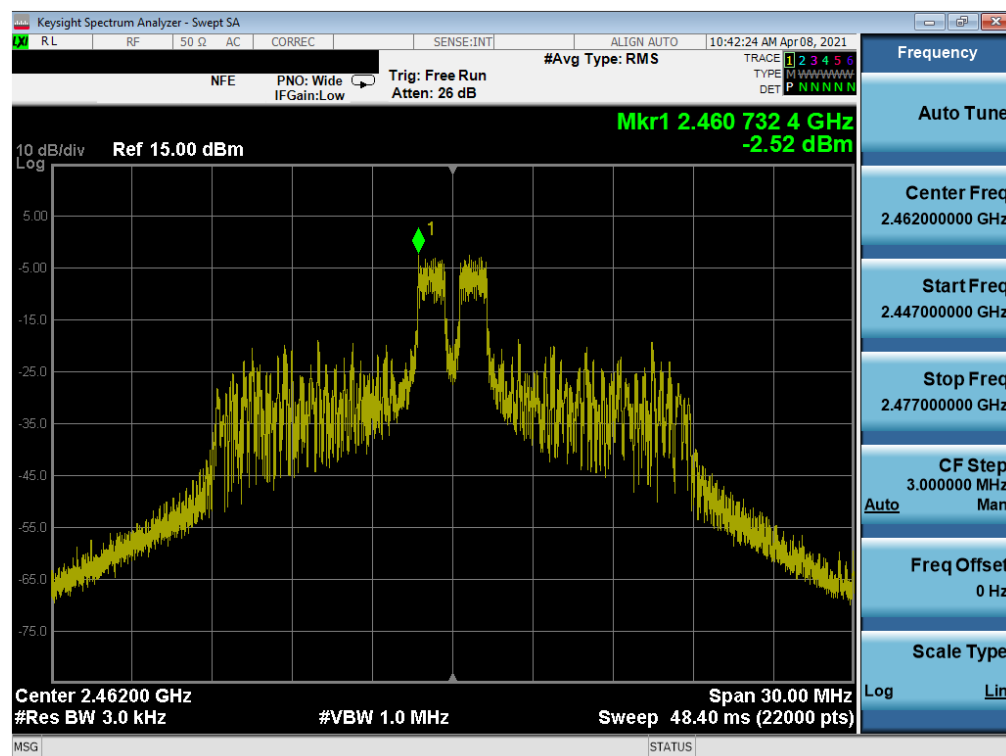 Keysight Spectrum Analyzer - Swept SA
LXI RL RF 50 Ω AC CORREC SENSE:INT ALIGN AUTO 10:42:24 AM Apr 08, 2021
NFE PNO: Wide IFGain:Low Trig: Free Run Atten: 26 dB #Avg Type: RMS
TRACE 1 2 3 4 5 6
TYPE M WWWWW
DET P N N N N N
Mkr1 2.460 732 4 GHz
-2.52 dBm
10 dB/div Ref 15.00 dBm
Log
5.00
1
-5.00
-15.0
-25.0
-35.0
-45.0
-55.0
-65.0
-75.0
Center 2.46200 GHz Span 30.00 MHz
#Res BW 3.0 kHz #VBW 1.0 MHz Sweep 48.40 ms (22000 pts)
MSG STATUS
Frequency
Auto Tune
Center Freq
2.462000000 GHz
Start Freq
2.447000000 GHz
Stop Freq
2.477000000 GHz
CF Step
3.000000 MHz
Auto Man
Freq Offset
0 Hz
Scale Type
Log Lin